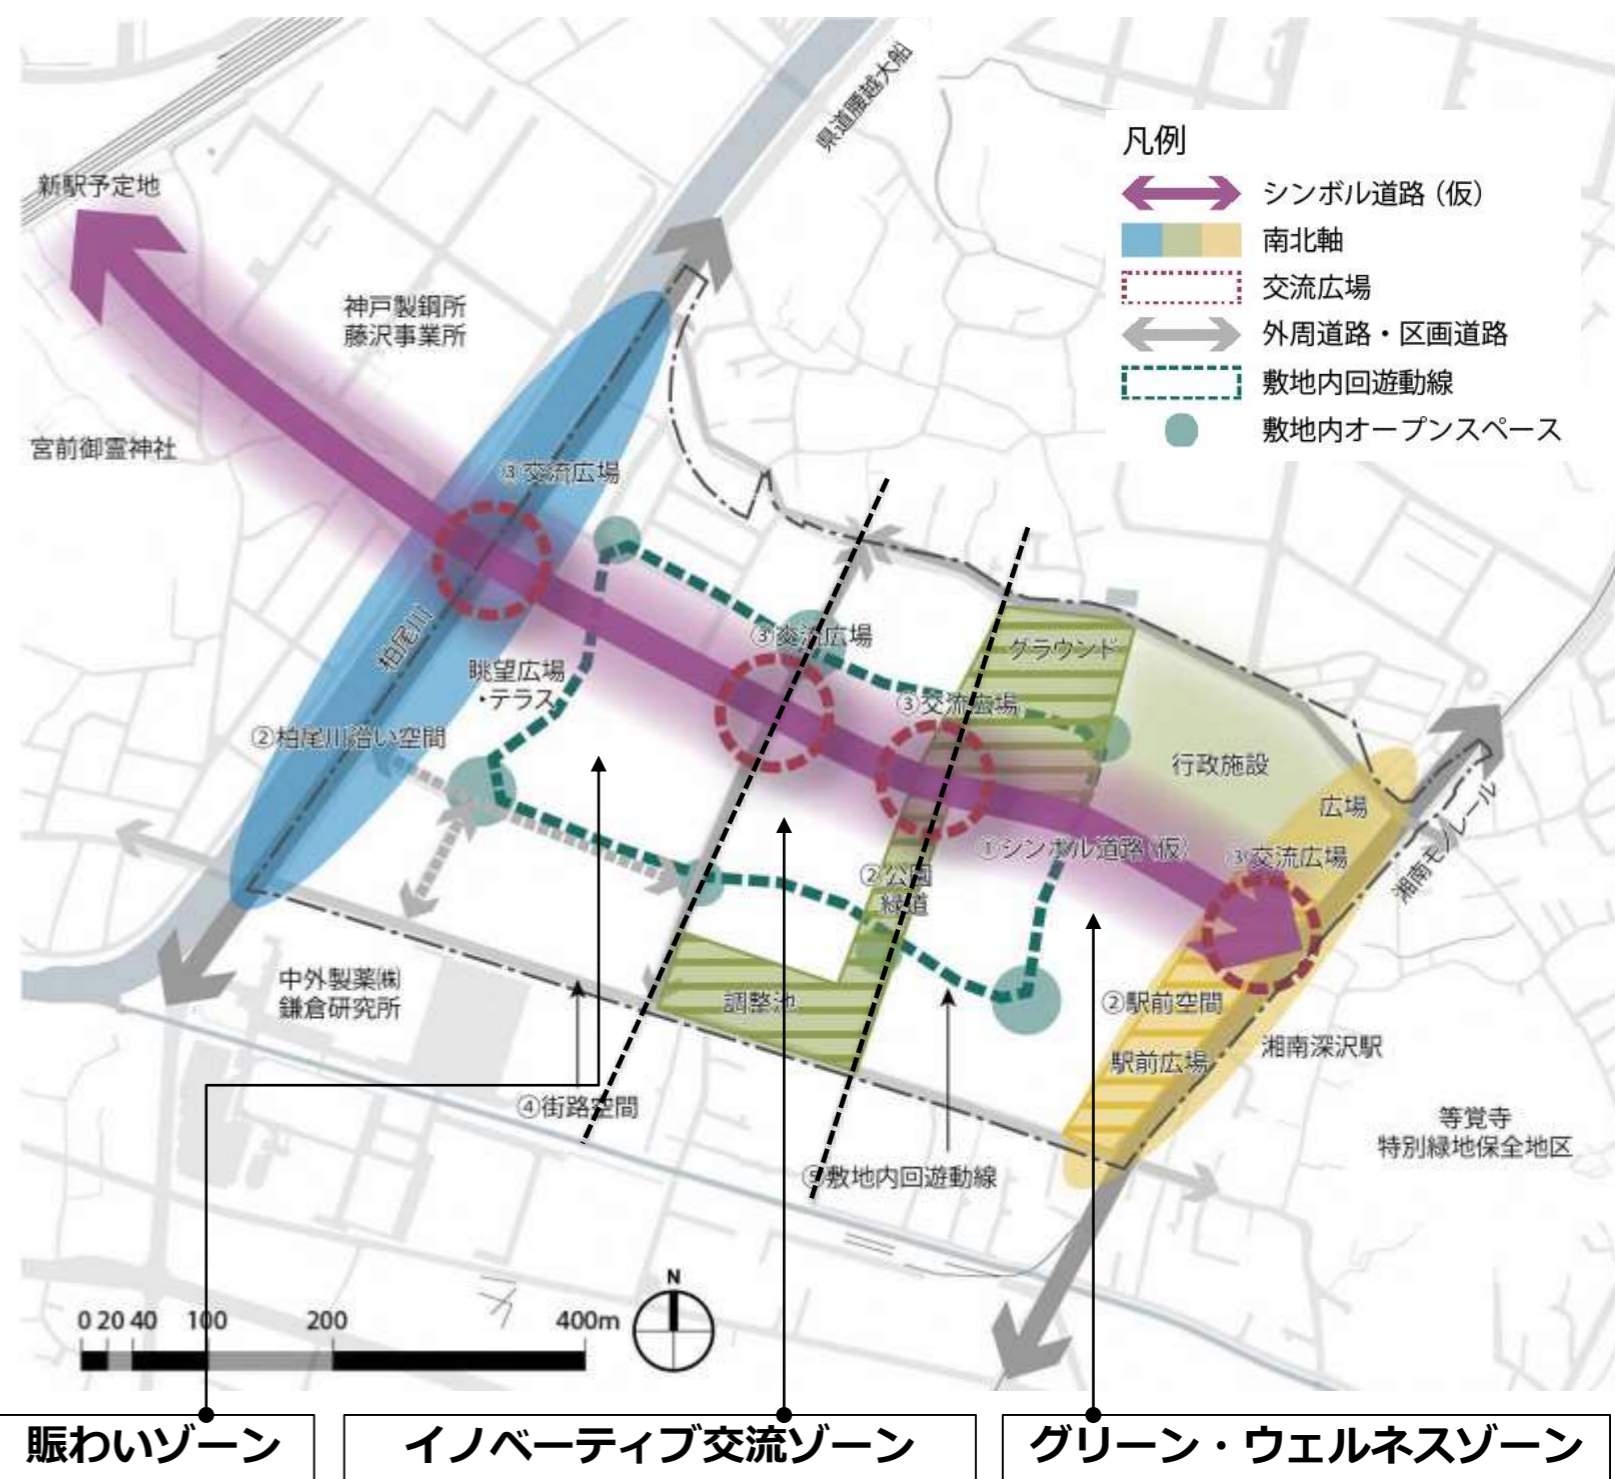 県道腰越大船
凡例
シンボル道路（仮）
南北軸
交流広場
外周道路・区画道路
敷地内回遊動線
敷地内オープンスペース
新駅予定地
神戸製鋼所
藤沢事業所
宮前御霊神社
③交流広場
柏尾川
眺望広場
・テラス
②柏尾川沿い空間
③交流広場
グラウンド
③交流広場
行政施設
広場
①シンボル道路（仮）
③交流広場
湘南モノレール
②公園
緑道
中外製薬㈱
鎌倉研究所
調整池
②駅前空間
駅前広場
湘南深沢駅
④街路空間
⑤敷地内回遊動線
等覚寺
特別緑地保全地区
N
0 20 40 100 200 400m
賑わいゾーン
イノベーティブ交流ゾーン
グリーン・ウェルネスゾーン